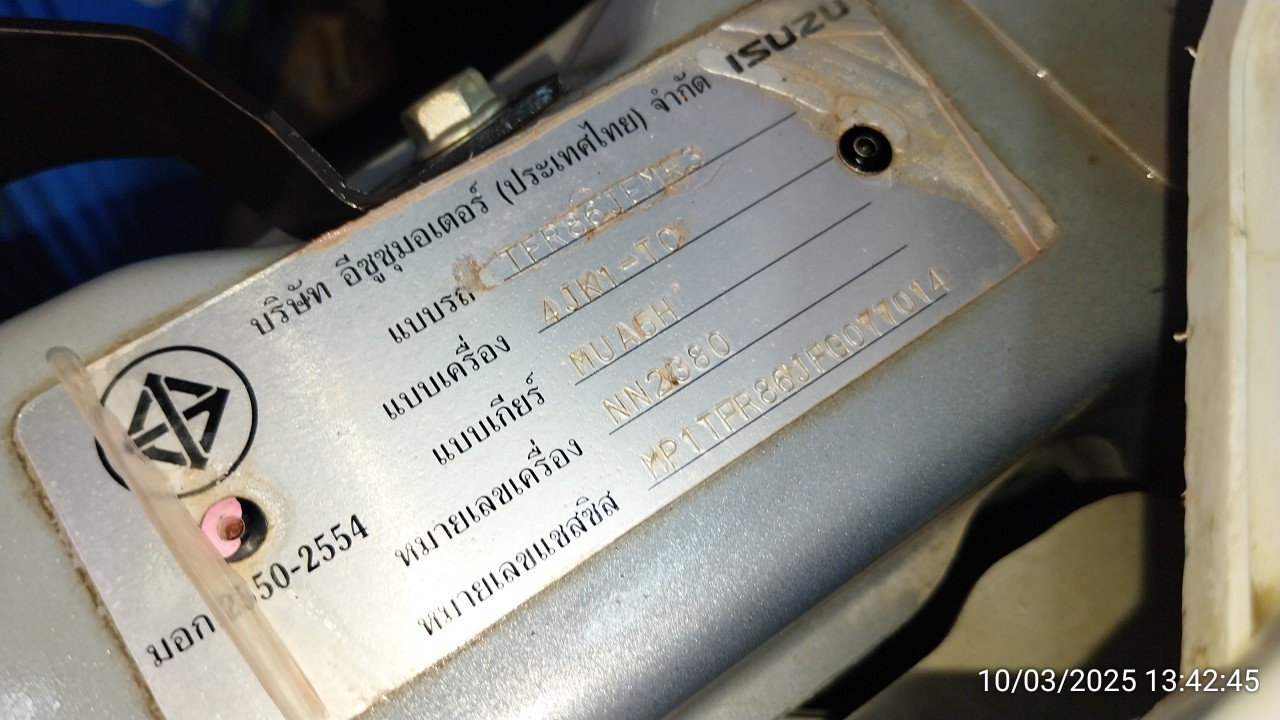 ISUZU
บริษัท อีซูซุมอเตอร์ (ประเทศไทย) จำกัด
แบบรถ
แบบเครื่อง 4JK1-TO
แบบเกียร์ MUA5H
หมายเลขเครื่อง
หมายเลขแชสซิส
มอก
10/03/2025 13:42:45